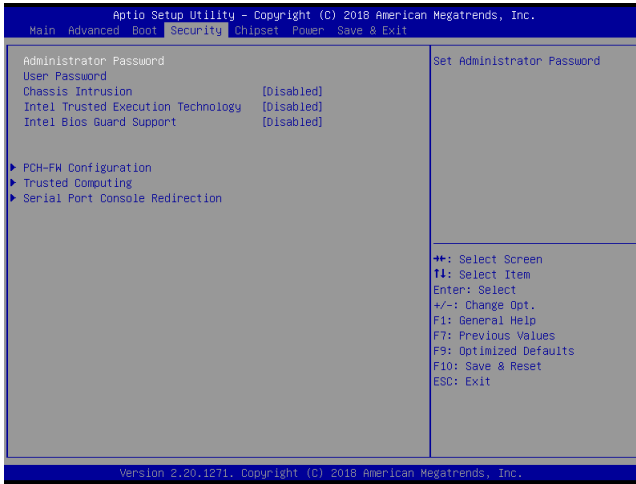 Aptio Setup Utility – Copyright (C) 2018 American Megatrends, Inc.
Main Advanced Boot Security Chipset Power Save & Exit
Administrator Password
User Password
Chassis Intrusion [Disabled]
Intel Trusted Execution Technology [Disabled]
Intel Bios Guard Support [Disabled]
PCH-FW Configuration
Trusted Computing
Serial Port Console Redirection
Set Administrator Password
→←: Select Screen
↑↓: Select Item
Enter: Select
+/-: Change Opt.
F1: General Help
F7: Previous Values
F9: Optimized Defaults
F10: Save & Reset
ESC: Exit
Version 2.20.1271. Copyright (C) 2018 American Megatrends, Inc.